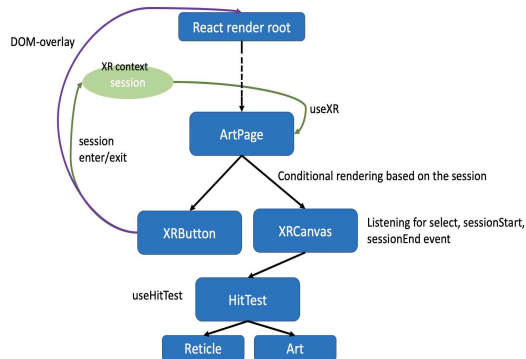 React render root
DOM-overlay
XR context
session
useXR
ArtPage
session
enter/exit
Conditional rendering based on the session
XRButton
XRCanvas
Listening for select, sessionStart,
sessionEnd event
useHitTest
HitTest
Reticle
Art